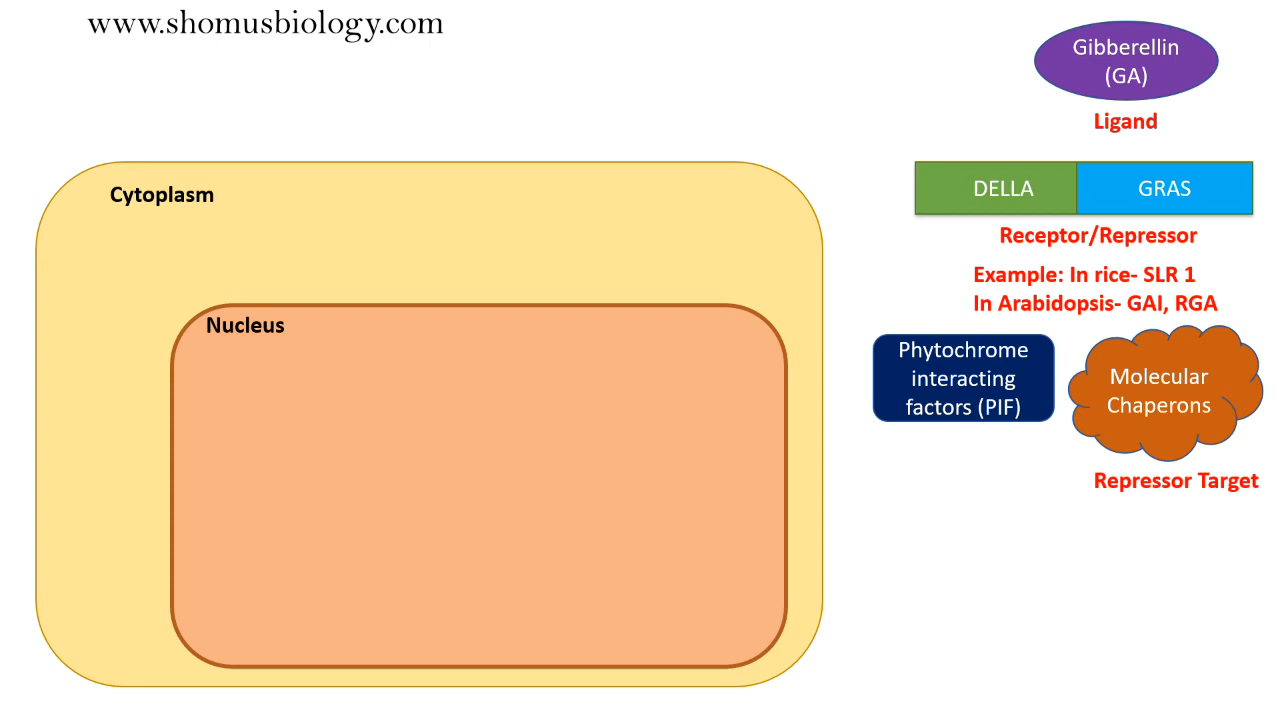 www.shomusbiology.com
Gibberellin
(GA)
Ligand
Cytoplasm
DELLA
GRAS
Receptor/Repressor
Example: In rice- SLR 1
In Arabidopsis- GAI, RGA
Nucleus
Phytochrome
interacting
factors (PIF)
Molecular
Chaperons
Repressor Target